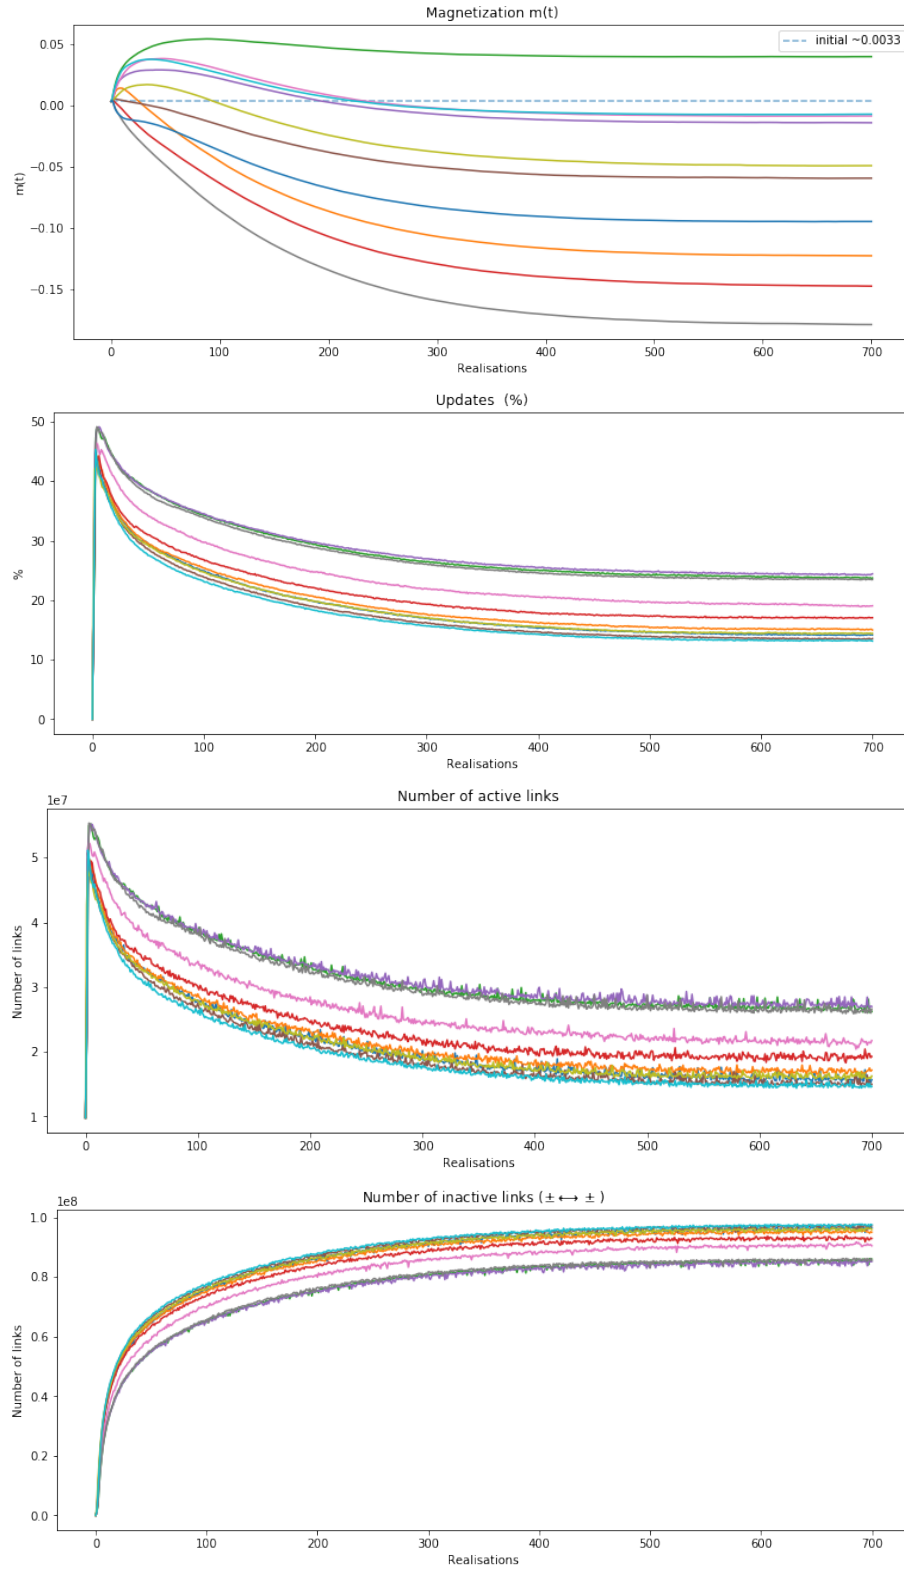 Magnetization m(t)
initial ~0.0033
0.05
0.00
−0.05
−0.10
−0.15
m(t)
0 100 200 300 400 500 600 700
Realisations
Updates (%)
50
40
30
20
10
0
%
0 100 200 300 400 500 600 700
Realisations
1e7
Number of active links
5
4
3
2
1
Number of links
0 100 200 300 400 500 600 700
Realisations
1e8
Number of inactive links (± ⟷ ± )
1.0
0.8
0.6
0.4
0.2
0.0
Number of links
0 100 200 300 400 500 600 700
Realisations